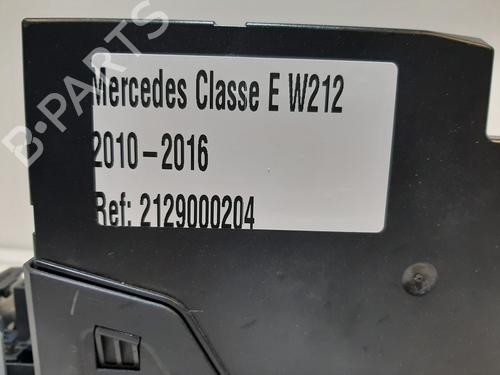 B-PARTS
Mercedes Classe E W212
2010-2016
Ref: 2129000204